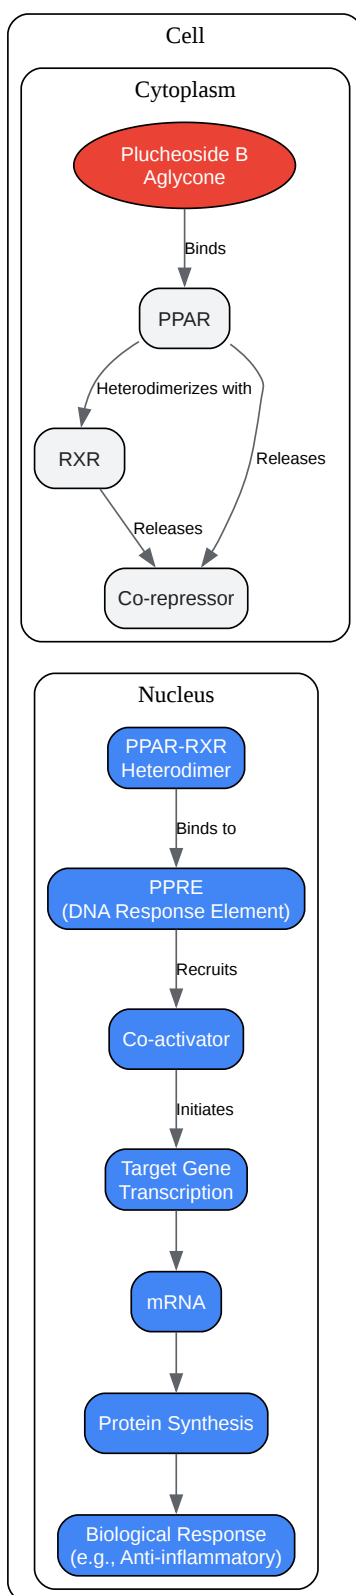 Cell
Cytoplasm
Plucheoside B
Aglycone
Binds
PPAR
Heterodimerizes with
RXR
Releases
Releases
Co-repressor
Nucleus
PPAR-RXR
Heterodimer
Binds to
PPRE
(DNA Response Element)
Recruits
Co-activator
Initiates
Target Gene
Transcription
mRNA
Protein Synthesis
Biological Response
(e.g., Anti-inflammatory)